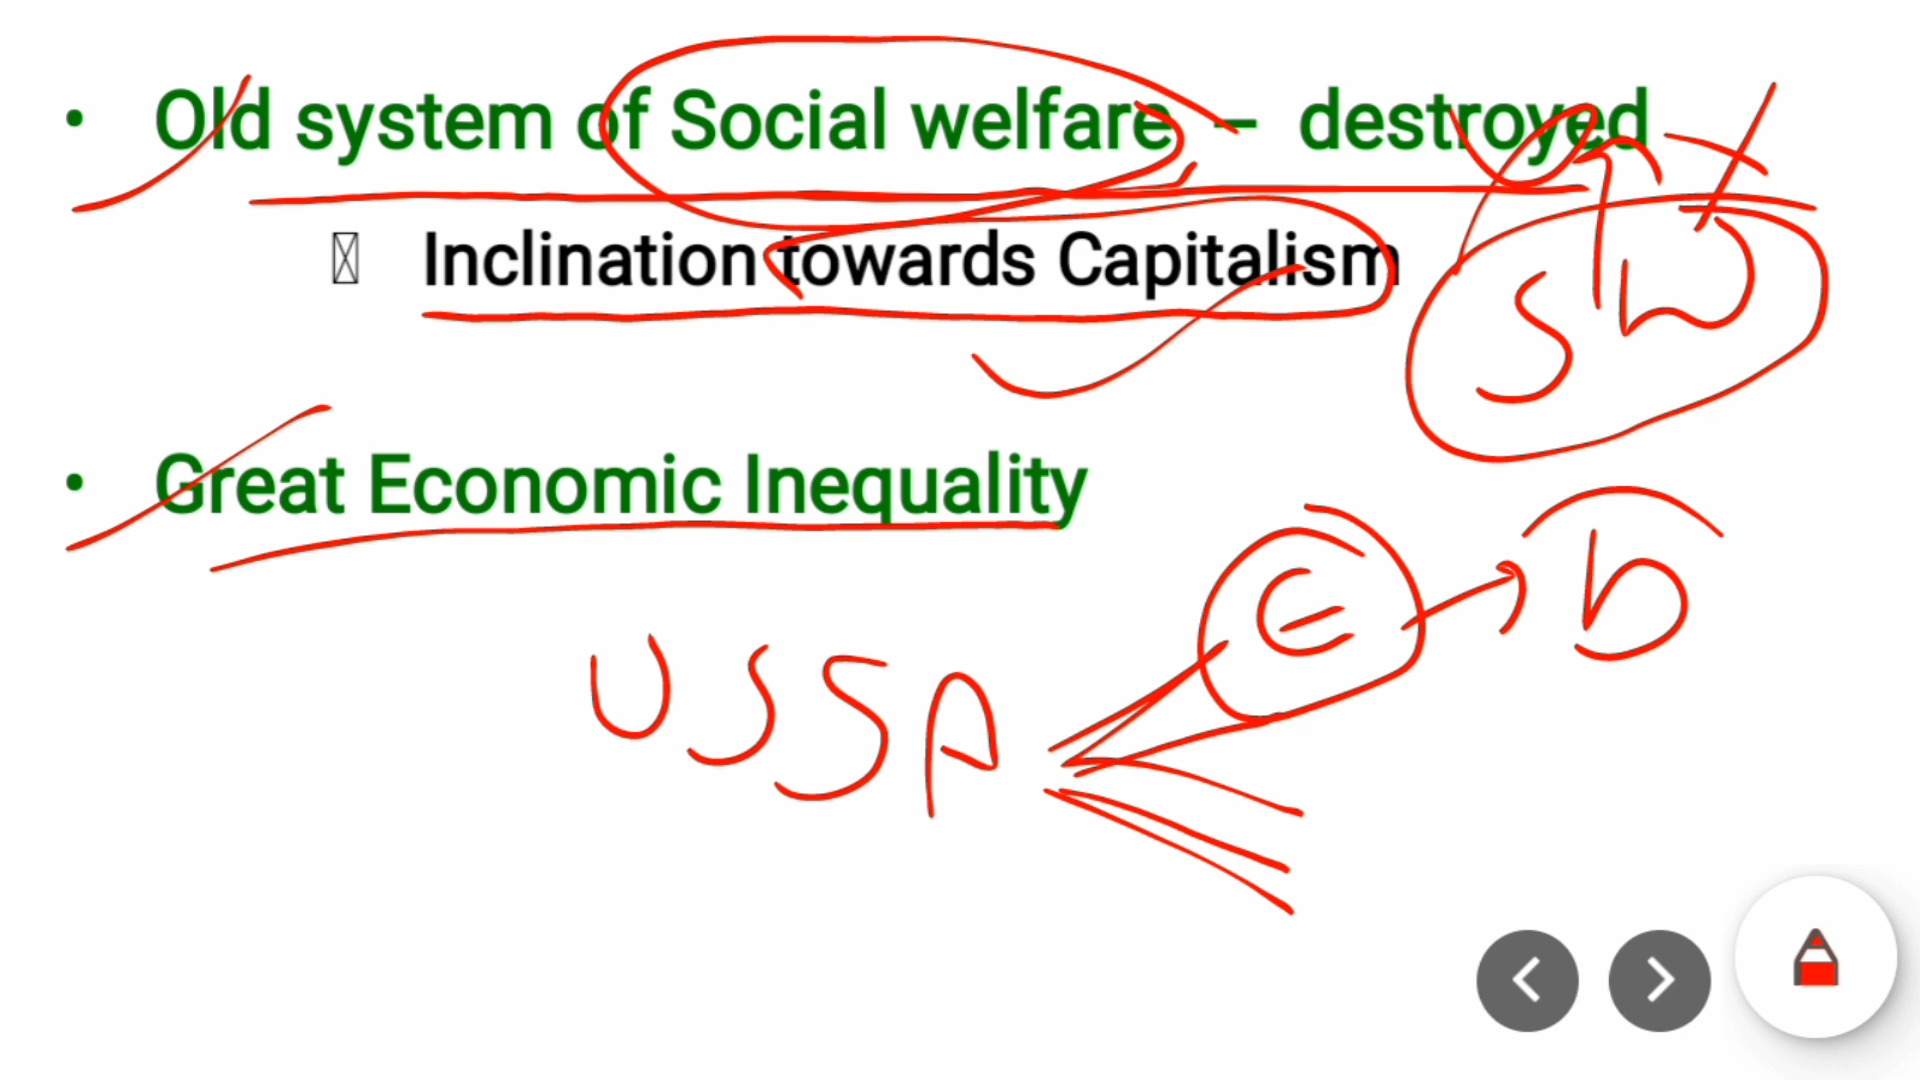 • Old system of Social welfare – destroyed
Inclination towards Capitalism
SW
• Great Economic Inequality
E
b
USSR